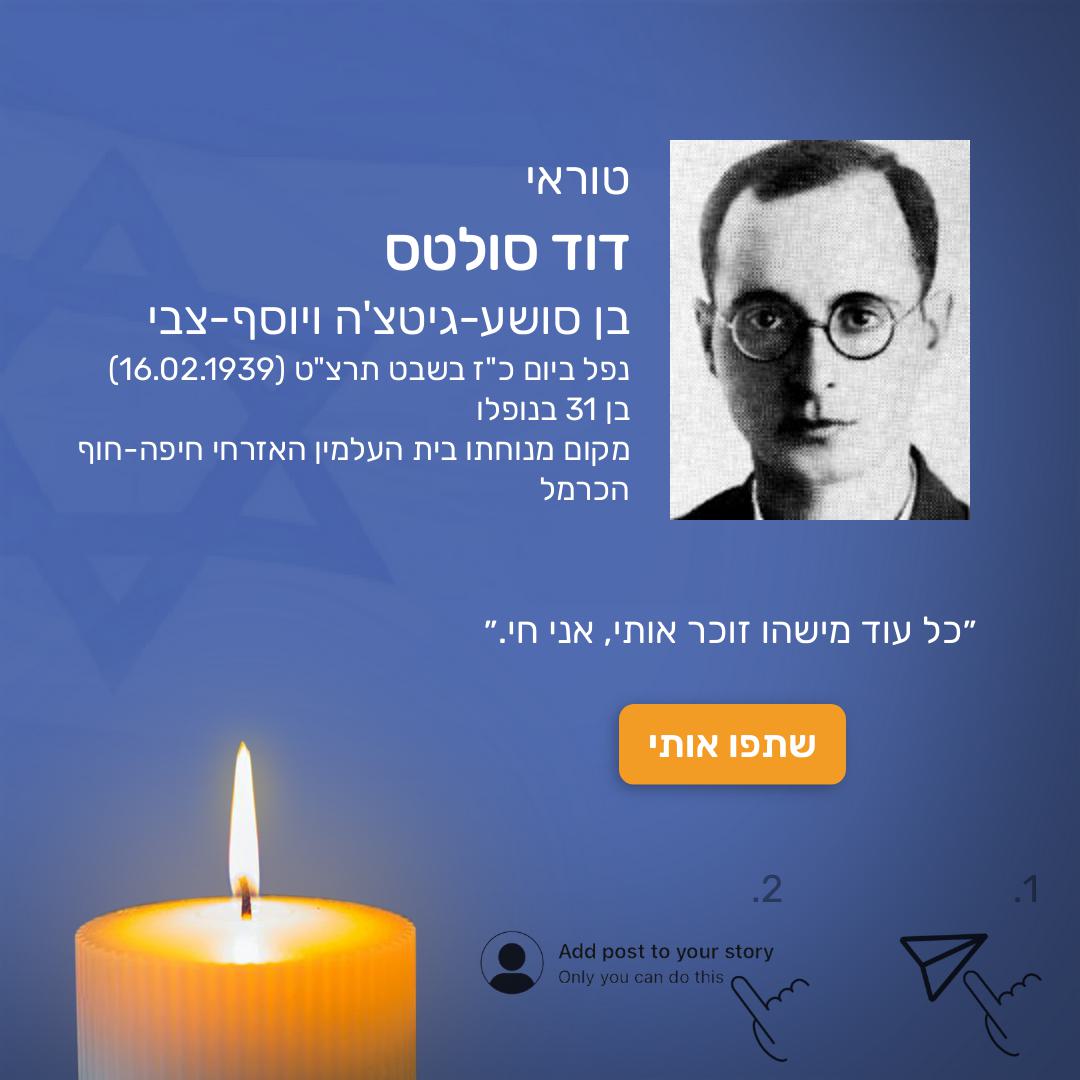 טוראי
דוד סולטס
בן סושע-גיטצ'ה ויוסף-צבי
נפל ביום כ"ז בשבט תרצ"ט (16.02.1939)
בן 31 בנופלו
מקום מנוחתו בית העלמין האזרחי חיפה-חוף
הכרמל
״כל עוד מישהו זוכר אותי, אני חי.״
שתפו אותי
.1
.2
Add post to your story
Only you can do this